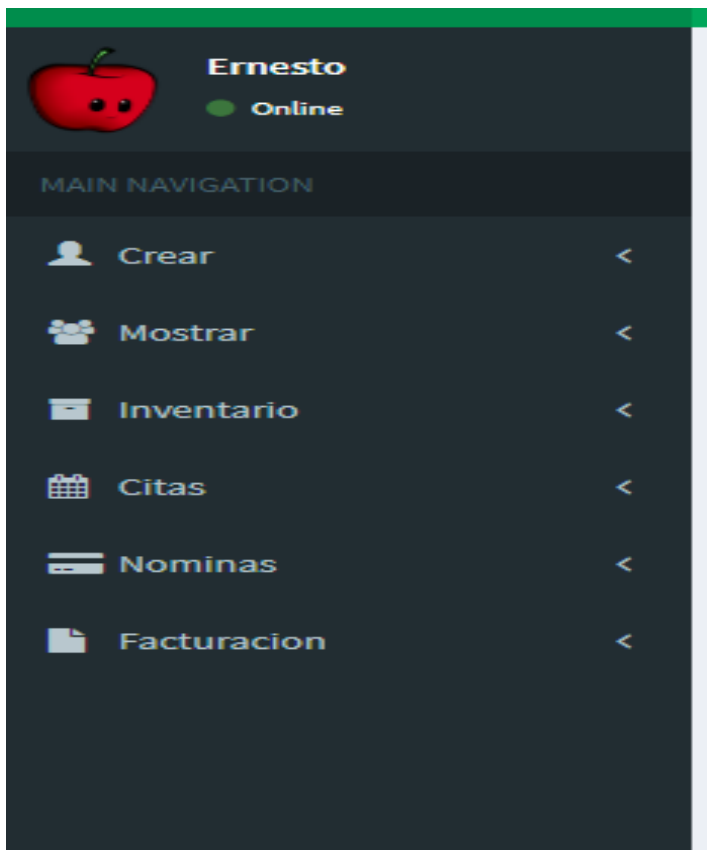 Ernesto
Online
MAIN NAVIGATION
Crear
Mostrar
Inventario
Citas
Nominas
Facturacion